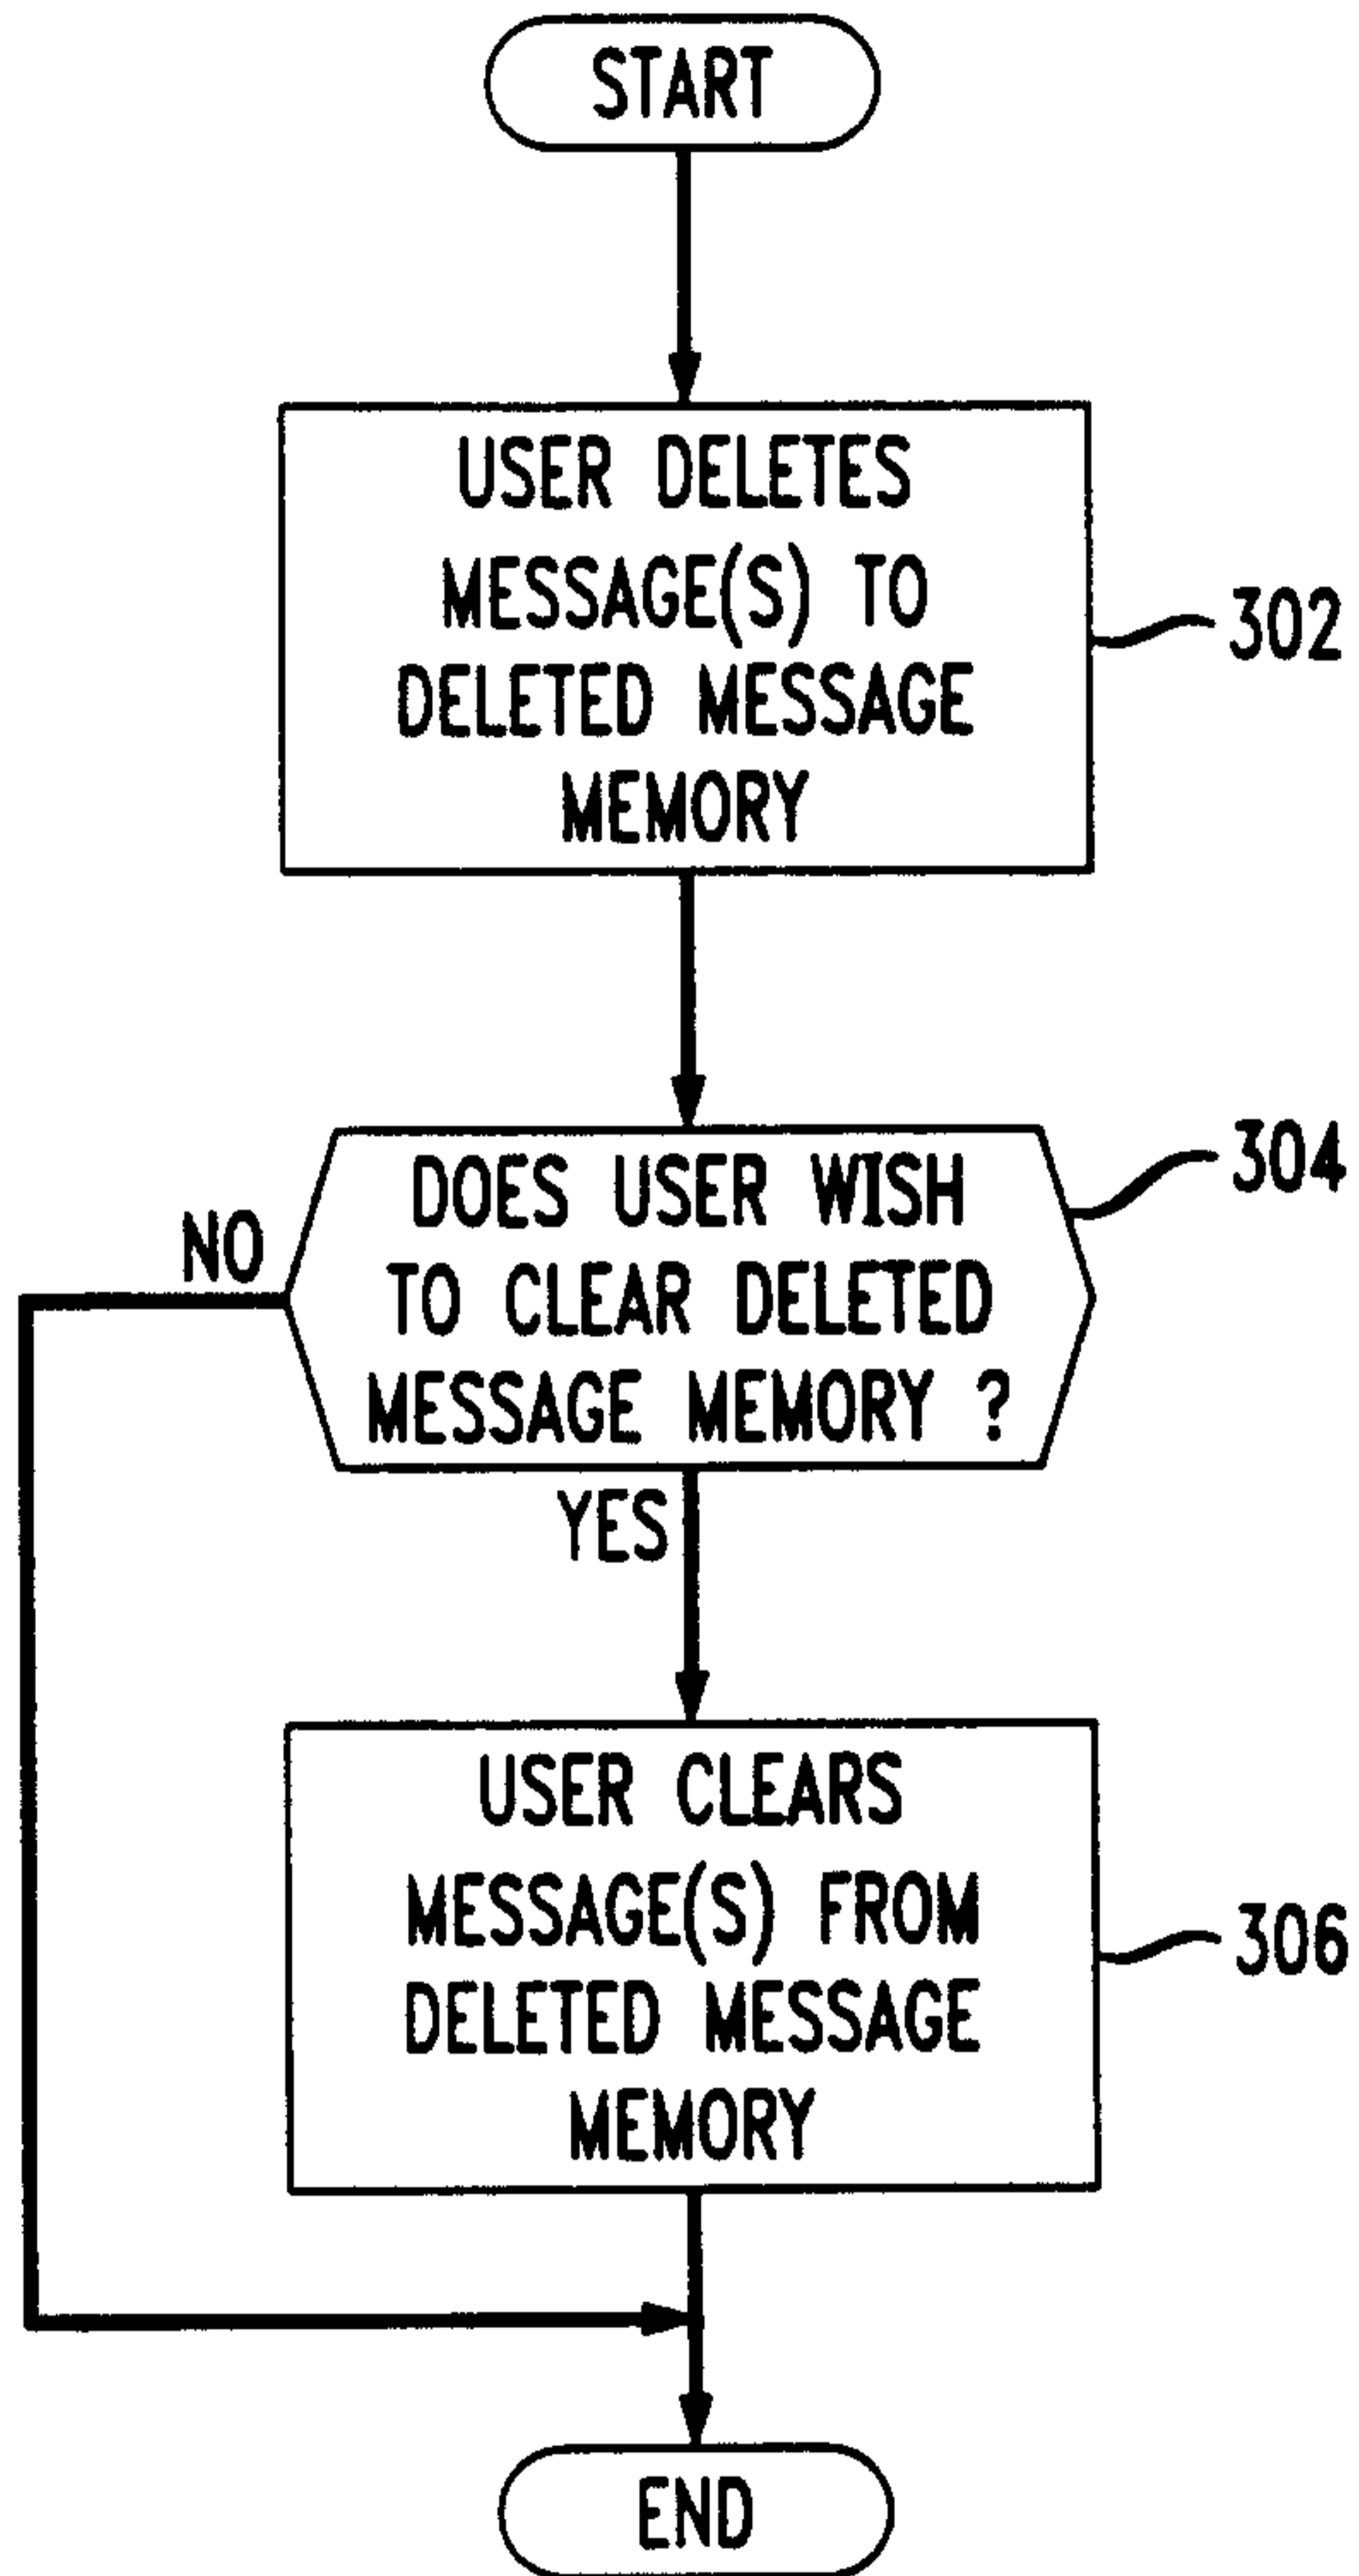 START
USER DELETES
MESSAGE(S) TO
DELETED MESSAGE
MEMORY
302
DOES USER WISH
TO CLEAR DELETED
MESSAGE MEMORY ?
304
NO
YES
USER CLEARS
MESSAGE(S) FROM
DELETED MESSAGE
MEMORY
306
END